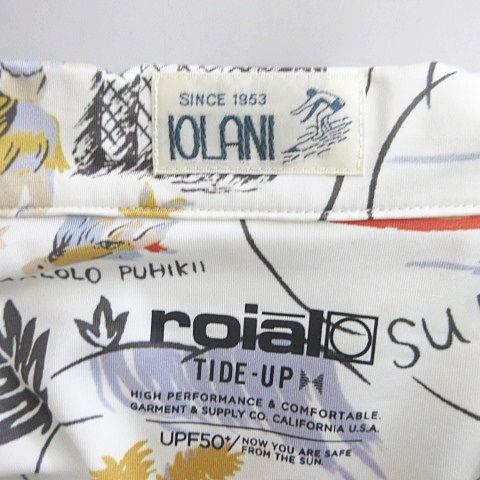 SINCE 1953
IOLANI
LOLO PUHIKII
roial
SU
TIDE-UP
HIGH PERFORMANCE & COMFORTABLE.
GARMENT & SUPPLY CO. CALIFORNIA U.S.A.
UPF50+/NOW YOU ARE SAFE
FROM THE SUN.